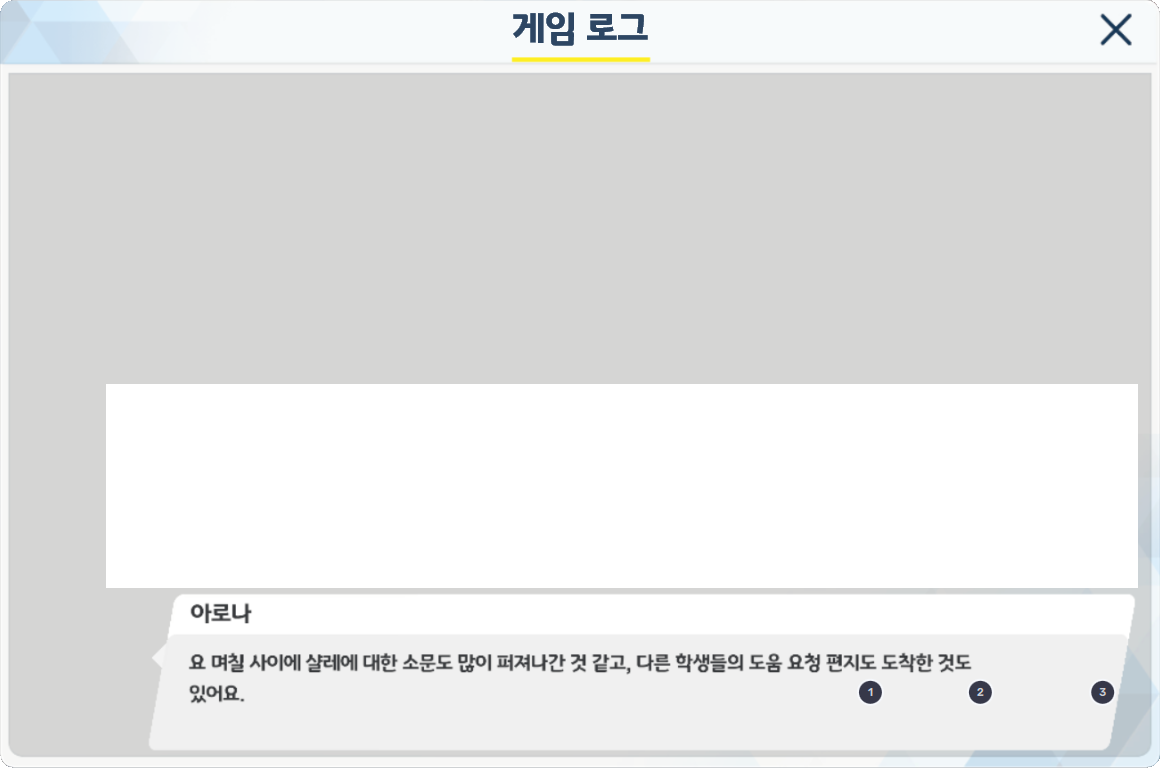 게임 로그
아로나
요 며칠 사이에 샬레에 대한 소문도 많이 퍼져나간 것 같고, 다른 학생들의 도움 요청 편지도 도착한 것도
있어요.
1 2 3